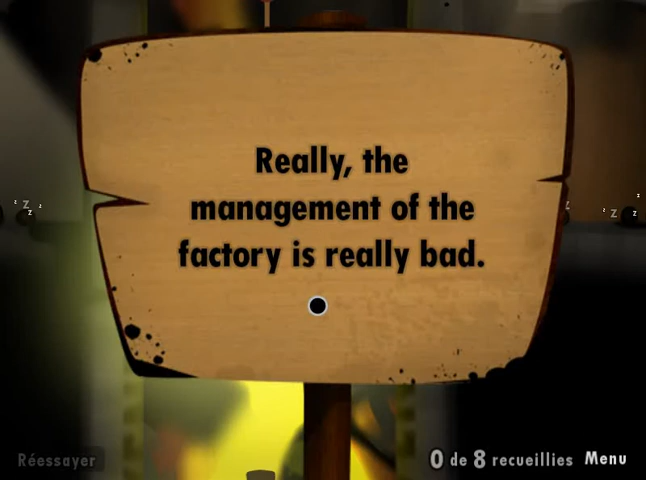 Really, the
management of the
factory is really bad.
z z z
z z
Réessayer
0 de 8 recueillies Menu